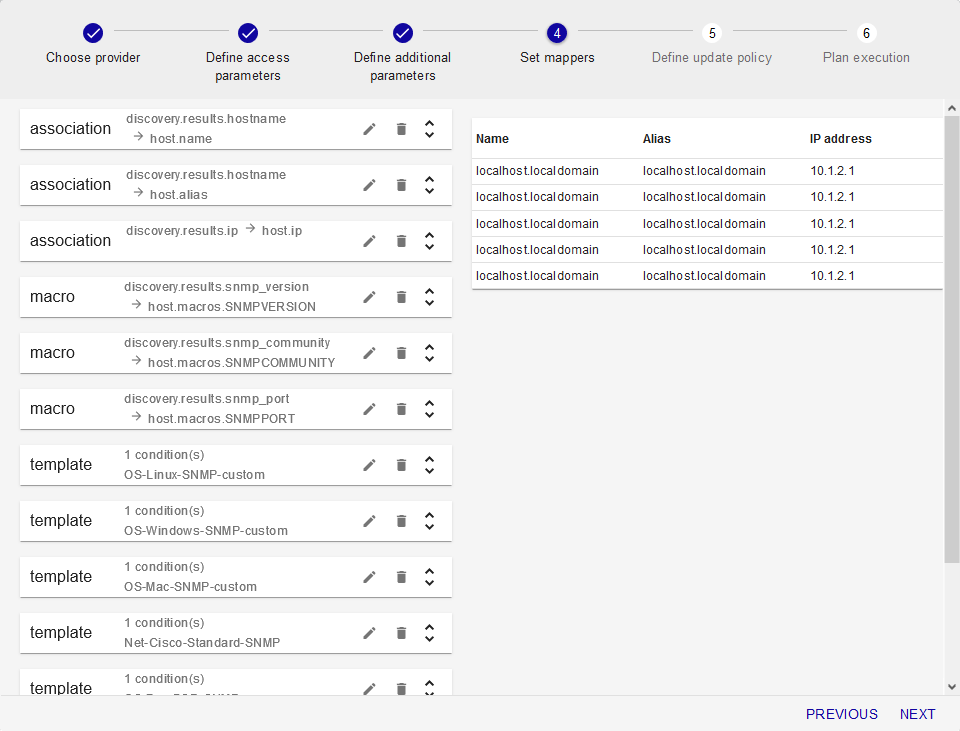 4
5
6
Choose provider
Define access
parameters
Define additional
parameters
Set mappers
Define update policy
Plan execution
association
discovery.results.hostname
→ host.name
association
discovery.results.hostname
→ host.alias
association
discovery.results.ip → host.ip
macro
discovery.results.snmp_version
→ host.macros.SNMPVERSION
macro
discovery.results.snmp_community
→ host.macros.SNMPCOMMUNITY
macro
discovery.results.snmp_port
→ host.macros.SNMPPORT
template
1 condition(s)
OS-Linux-SNMP-custom
template
1 condition(s)
OS-Windows-SNMP-custom
template
1 condition(s)
OS-Mac-SNMP-custom
template
1 condition(s)
Net-Cisco-Standard-SNMP
template
1 condition(s)
Name Alias IP address
localhost.localdomain localhost.localdomain 10.1.2.1
localhost.localdomain localhost.localdomain 10.1.2.1
localhost.localdomain localhost.localdomain 10.1.2.1
localhost.localdomain localhost.localdomain 10.1.2.1
localhost.localdomain localhost.localdomain 10.1.2.1
PREVIOUS NEXT